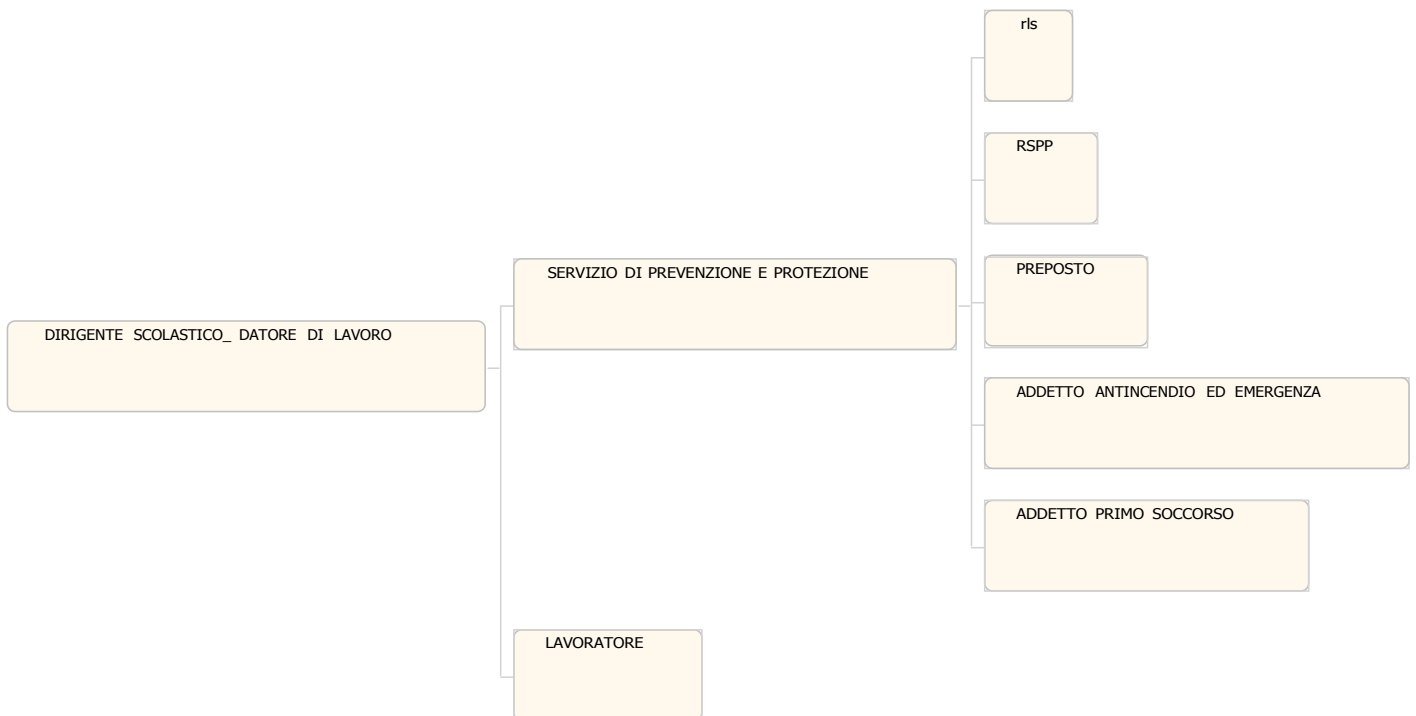 rls
RSPP
SERVIZIO DI PREVENZIONE E PROTEZIONE
PREPOSTO
DIRIGENTE SCOLASTICO_ DATORE DI LAVORO
ADDETTO ANTINCENDIO ED EMERGENZA
ADDETTO PRIMO SOCCORSO
LAVORATORE